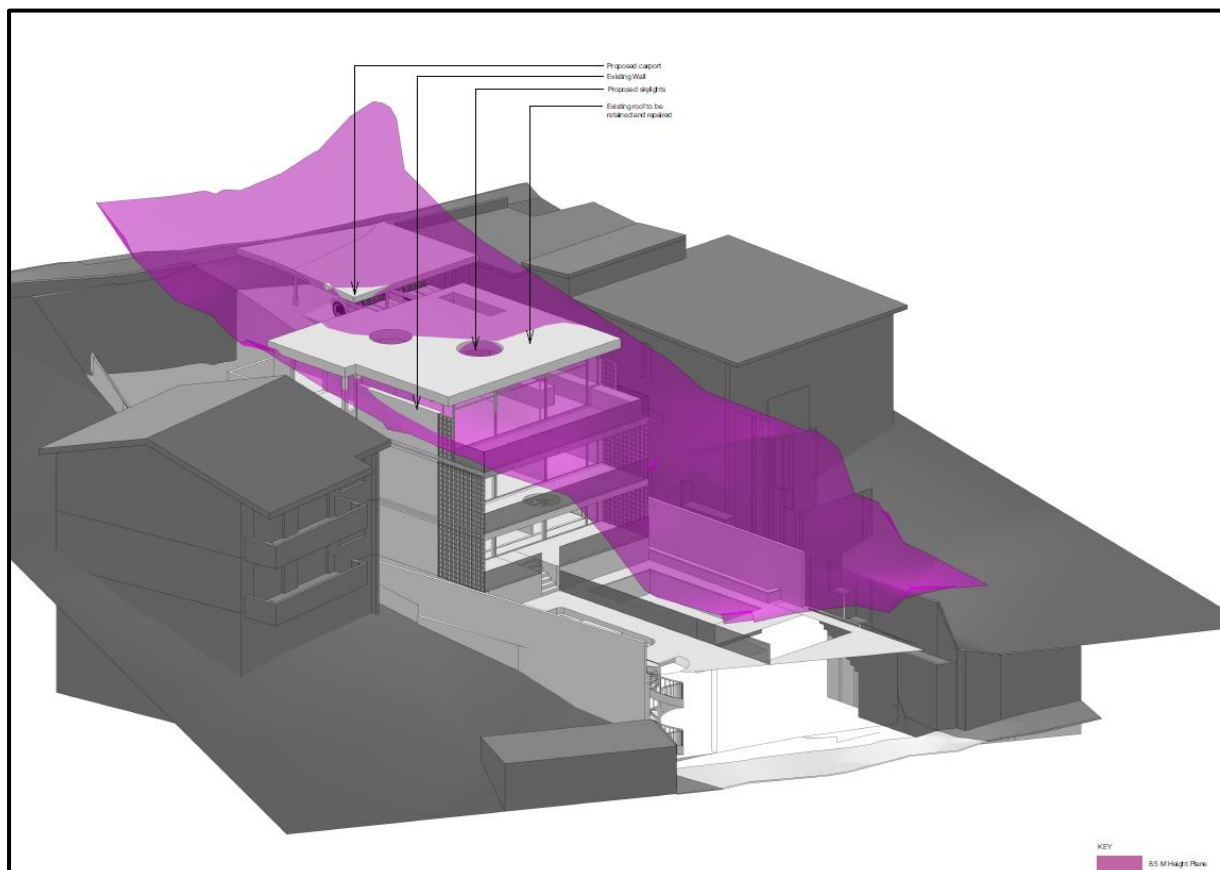 Proposed carport
Existing Wall
Proposed skylights
Existing roof to be
retained and repaired
KEY
8.5 M Height Plane